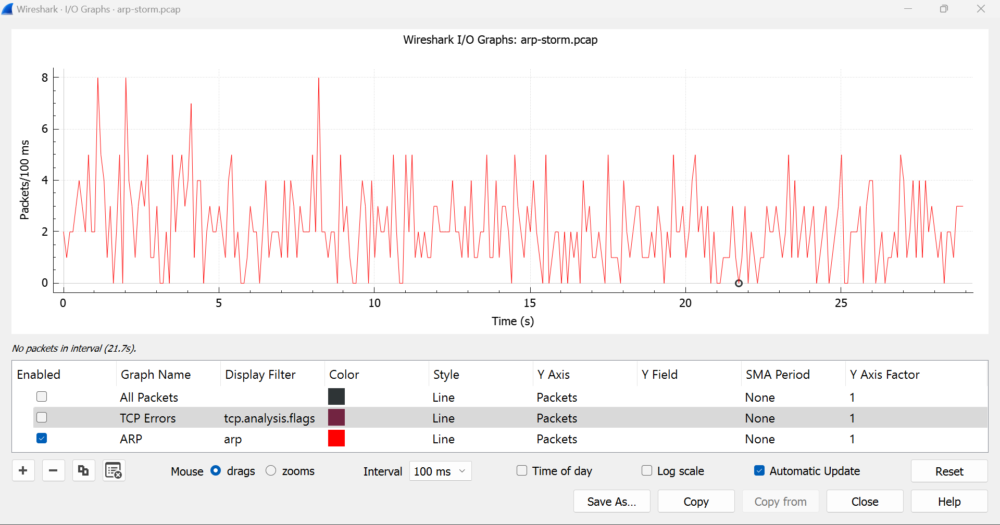 Wireshark · I/O Graphs · arp-storm.pcap
Wireshark I/O Graphs: arp-storm.pcap
8
6
4
2
0
Packets/100 ms
0 5 10 15 20 25
Time (s)
No packets in interval (21.7s).
Enabled Graph Name Display Filter Color Style Y Axis Y Field SMA Period Y Axis Factor
All Packets Line Packets None 1
TCP Errors tcp.analysis.flags Line Packets None 1
ARP arp Line Packets None 1
Mouse drags zooms Interval 100 ms Time of day Log scale Automatic Update Reset
Save As... Copy Copy from Close Help